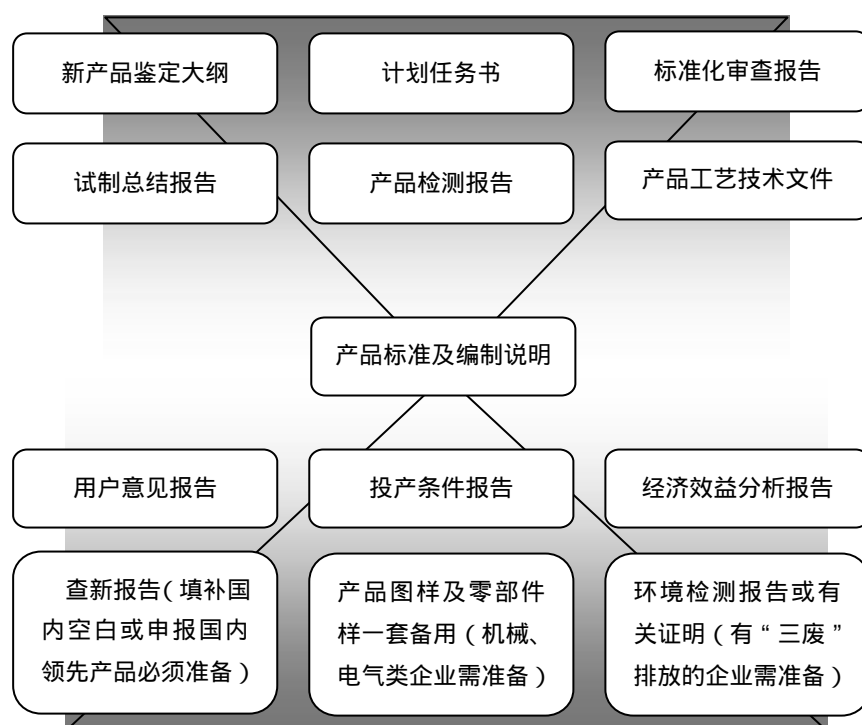 新产品鉴定大纲
计划任务书
标准化审查报告
试制总结报告
产品检测报告
产品工艺技术文件
产品标准及编制说明
用户意见报告
投产条件报告
经济效益分析报告
查新报告（填补国
内空白或申报国内
领先产品必须准备）
产品图样及零部件
样一套备用（机械、
电气类企业需准备）
环境检测报告或有
关证明（有“三废”
排放的企业需准备）